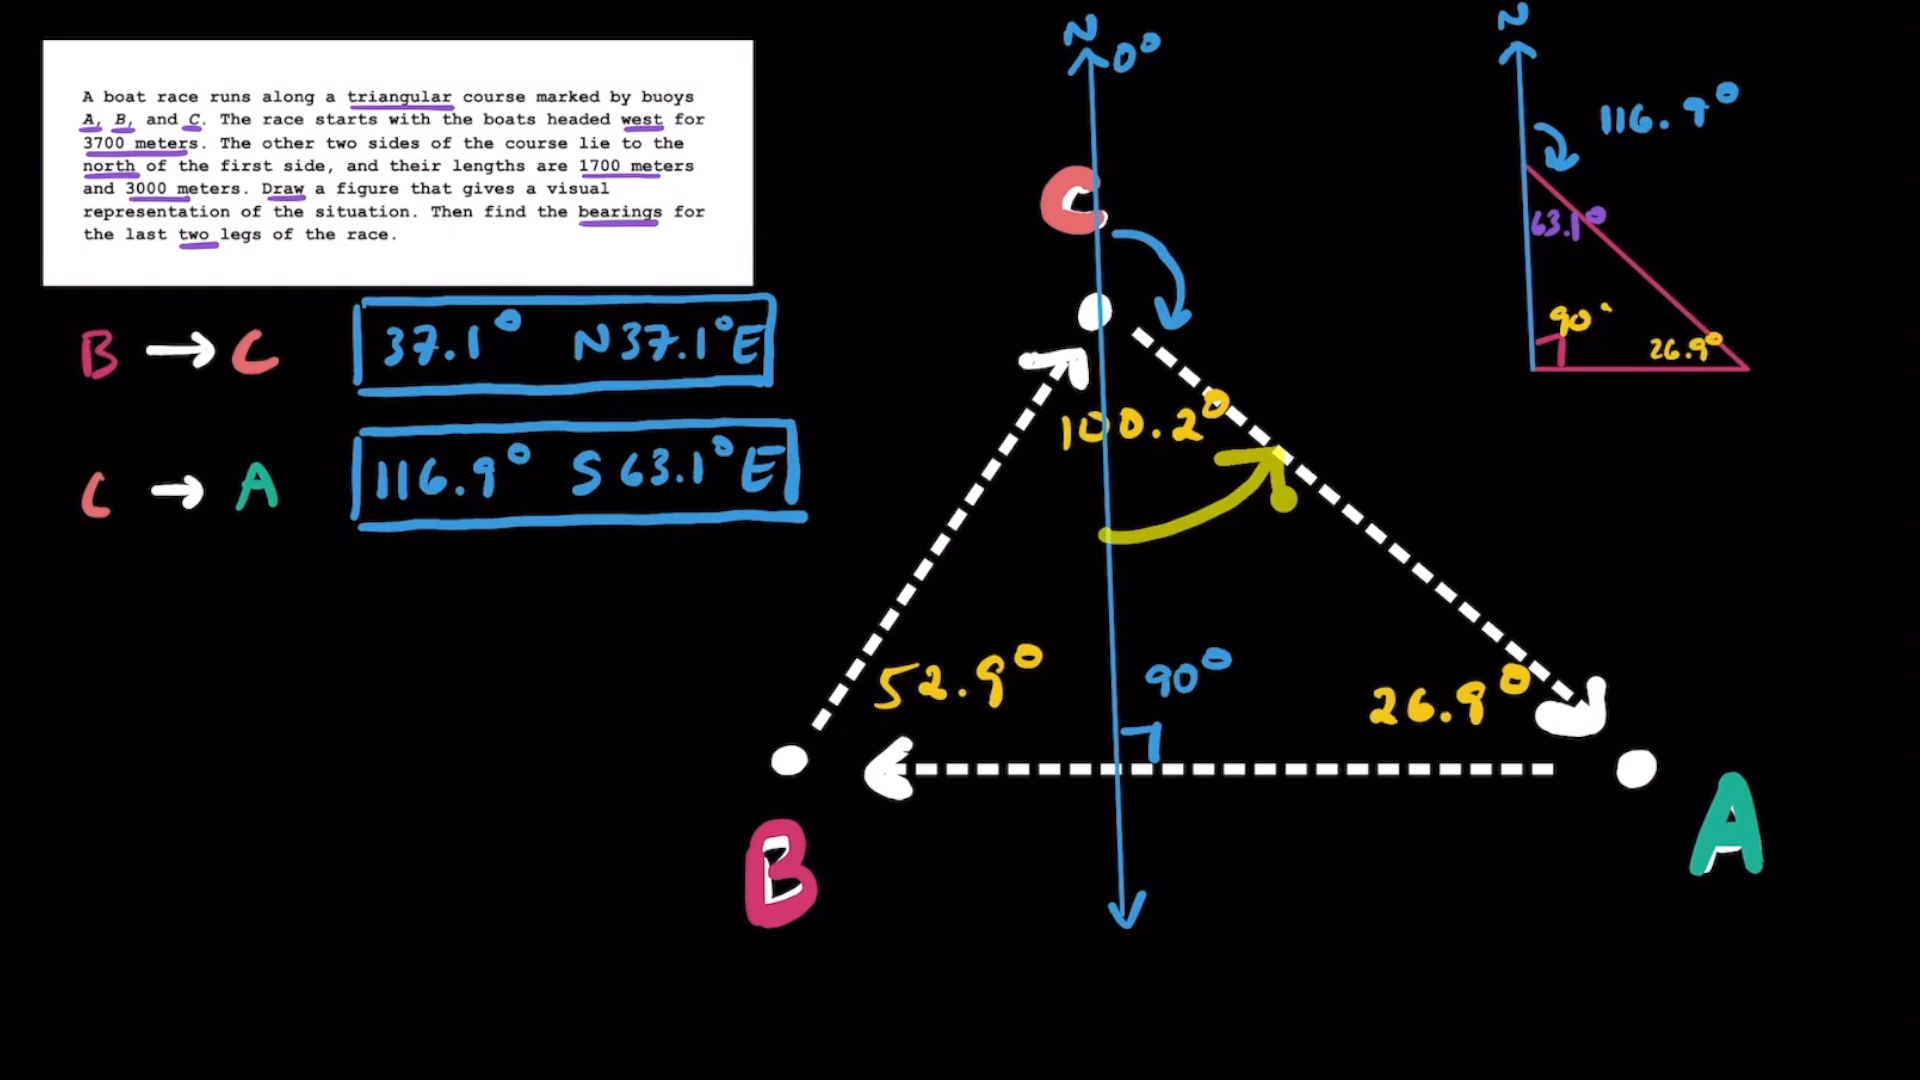 A boat race runs along a triangular course marked by buoys
A, B, and C. The race starts with the boats headed west for
3700 meters. The other two sides of the course lie to the
north of the first side, and their lengths are 1700 meters
and 3000 meters. Draw a figure that gives a visual
representation of the situation. Then find the bearings for
the last two legs of the race.
B → C 37.1° N37.1°E
C → A 116.9° S63.1°E
N
0°
C
100.2°
52.9°
90°
26.9°
B
A
N
116.9°
63.1°
90°
26.9°